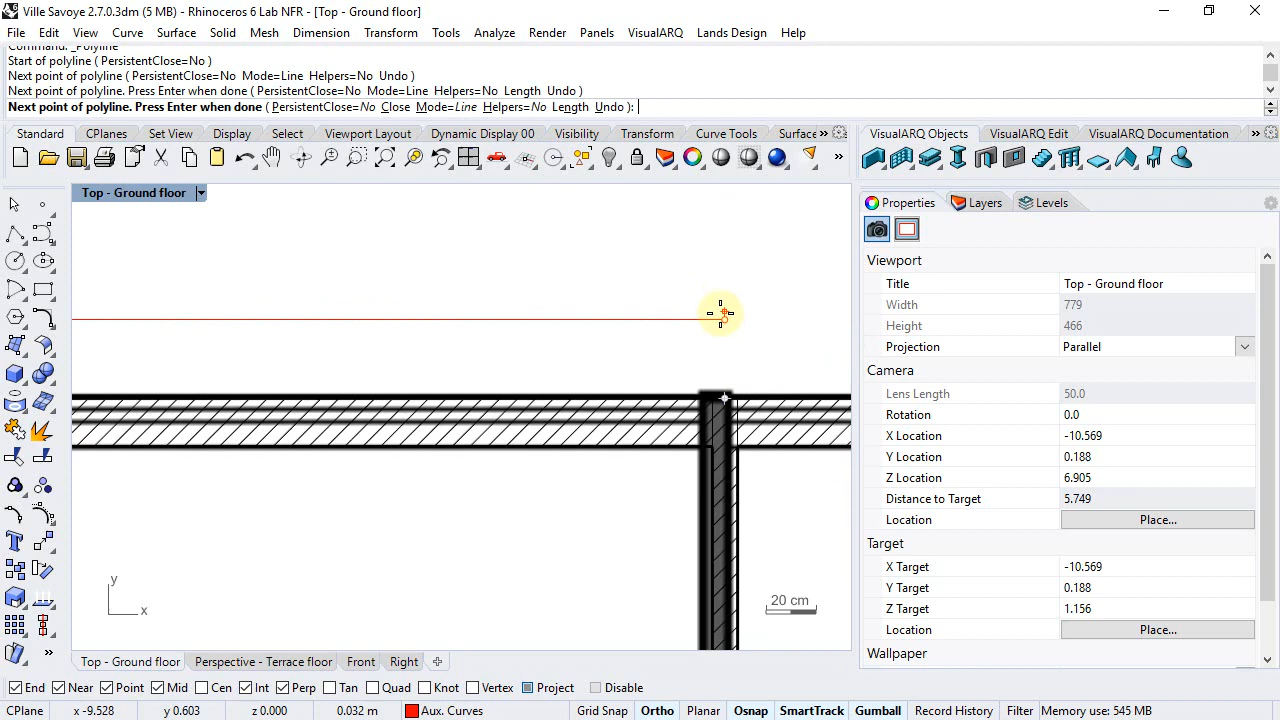 Ville Savoye 2.7.0.3dm (5 MB) - Rhinoceros 6 Lab NFR - [Top - Ground floor]
File Edit View Curve Surface Solid Mesh Dimension Transform Tools Analyze Render Panels VisualARQ Lands Design Help
Command: _Polyline
Start of polyline ( PersistentClose=No )
Next point of polyline ( PersistentClose=No Mode=Line Helpers=No Undo )
Next point of polyline. Press Enter when done ( PersistentClose=No Mode=Line Helpers=No Length Undo )
Next point of polyline. Press Enter when done ( PersistentClose=No Close Mode=Line Helpers=No Length Undo ):
Standard CPlanes Set View Display Select Viewport Layout Dynamic Display 00 Visibility Transform Curve Tools Surface »
VisualARQ Objects VisualARQ Edit VisualARQ Documentation »
Top - Ground floor
Properties Layers Levels
Viewport
Title Top - Ground floor
Width 779
Height 466
Projection Parallel
Camera
Lens Length 50.0
Rotation 0.0
X Location -10.569
Y Location 0.188
Z Location 6.905
Distance to Target 5.749
Location Place...
Target
X Target -10.569
Y Target 0.188
Z Target 1.156
Location Place...
Wallpaper
y
x
20 cm
Top - Ground floor Perspective - Terrace floor Front Right
End Near Point Mid Cen Int Perp Tan Quad Knot Vertex Project Disable
CPlane x -9.528 y 0.603 z 0.000 0.032 m Aux. Curves Grid Snap Ortho Planar Osnap SmartTrack Gumball Record History Filter Memory use: 545 MB